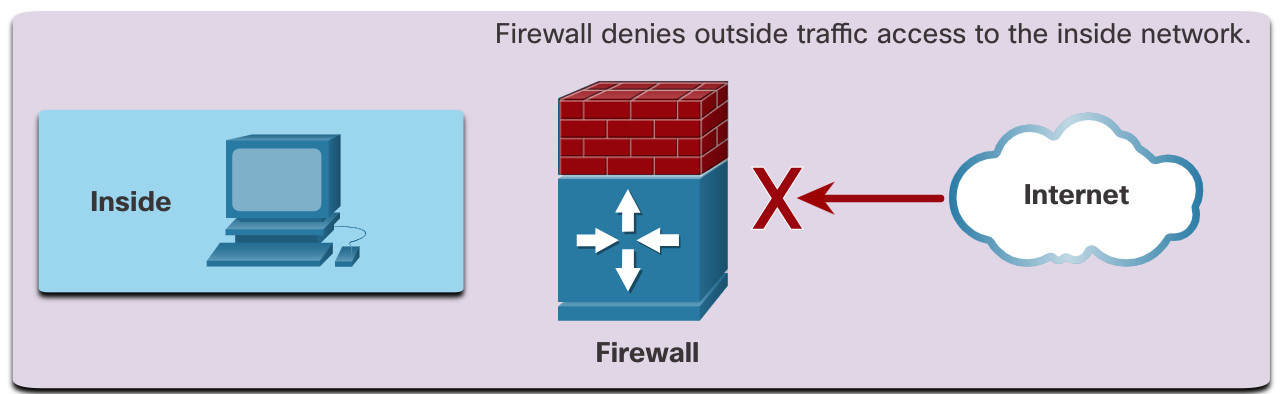 Firewall denies outside traffic access to the inside network.
Inside
X
Internet
Firewall